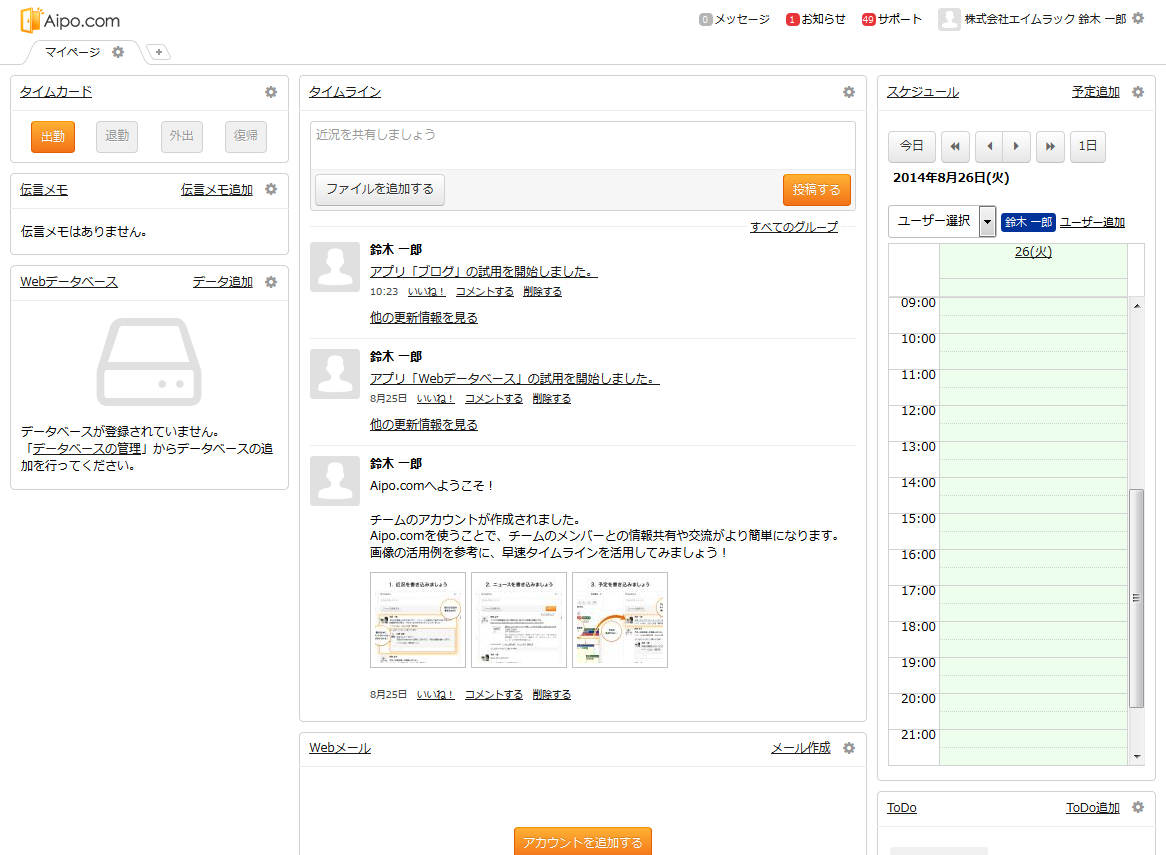 Aipo.com
0 メッセージ 1 お知らせ 49 サポート 株式会社エイムラック 鈴木 一郎
マイページ +
タイムカード
出勤 退勤 外出 復帰
伝言メモ 伝言メモ追加
伝言メモはありません。
Webデータベース データ追加
データベースが登録されていません。
「データベースの管理」からデータベースの追
加を行ってください。
タイムライン
近況を共有しましょう
ファイルを追加する 投稿する
すべてのグループ
鈴木 一郎
アプリ「ブログ」の試用を開始しました。
10:23 いいね！ コメントする 削除する
他の更新情報を見る
鈴木 一郎
アプリ「Webデータベース」の試用を開始しました。
8月25日 いいね！ コメントする 削除する
他の更新情報を見る
鈴木 一郎
Aipo.comへようこそ！
チームのアカウントが作成されました。
Aipo.comを使うことで、チームのメンバーとの情報共有や交流がより簡単になります。
画像の活用例を参考に、早速タイムラインを活用してみましょう！
1. 近況を書き込みましょう 2. ニュースを書き込みましょう 3. 予定を書き込みましょう
8月25日 いいね！ コメントする 削除する
Webメール メール作成
アカウントを追加する
スケジュール 予定追加
今日 1日
2014年8月26日(火)
ユーザー選択 鈴木 一郎 ユーザー追加
26(火)
09:00
10:00
11:00
12:00
13:00
14:00
15:00
16:00
17:00
18:00
19:00
20:00
21:00
ToDo ToDo追加